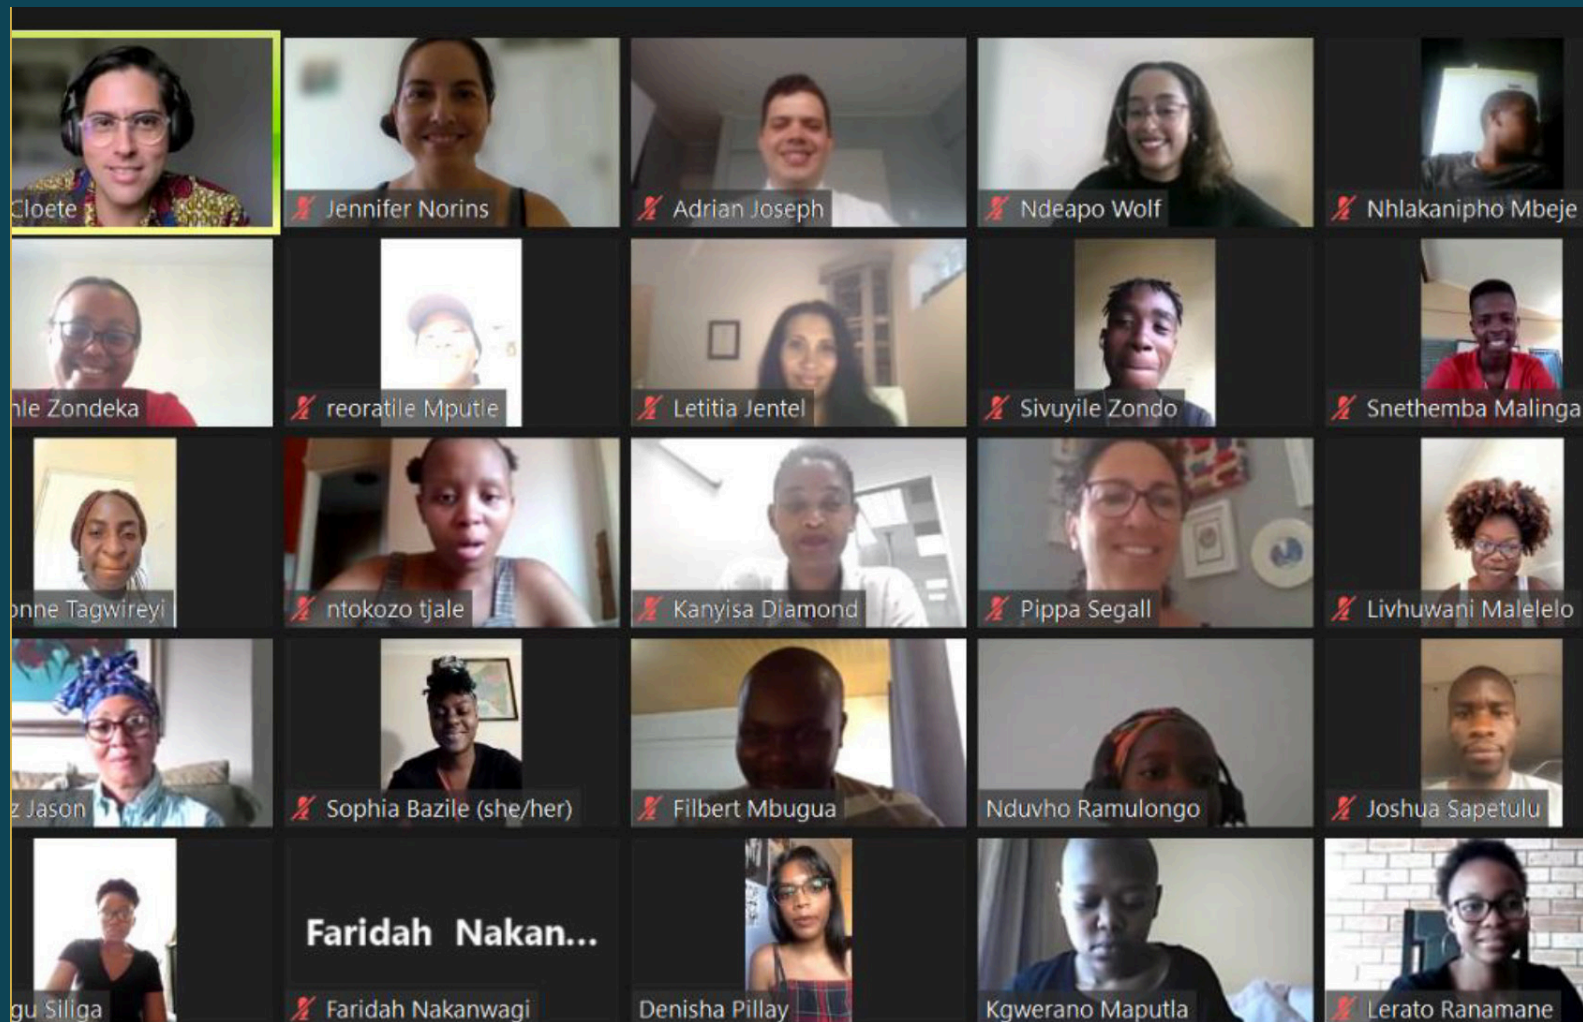 Cloete
Jennifer Norins
Adrian Joseph
Ndeapo Wolf
Nhlakanipho Mbeje
nle Zondeka
reoratile Mputle
Letitia Jentel
Sivuyile Zondo
Snethemba Malinga
onne Tagwireyi
ntokozo tjale
Kanyisa Diamond
Pippa Segall
Livhuwani Malelelo
z Jason
Sophia Bazile (she/her)
Filbert Mbugua
Nduvho Ramulongo
Joshua Sapetulu
gu Siliga
Faridah Nakan...
Faridah Nakanwagi
Denisha Pillay
Kgwerano Maputla
Lerato Ranamane